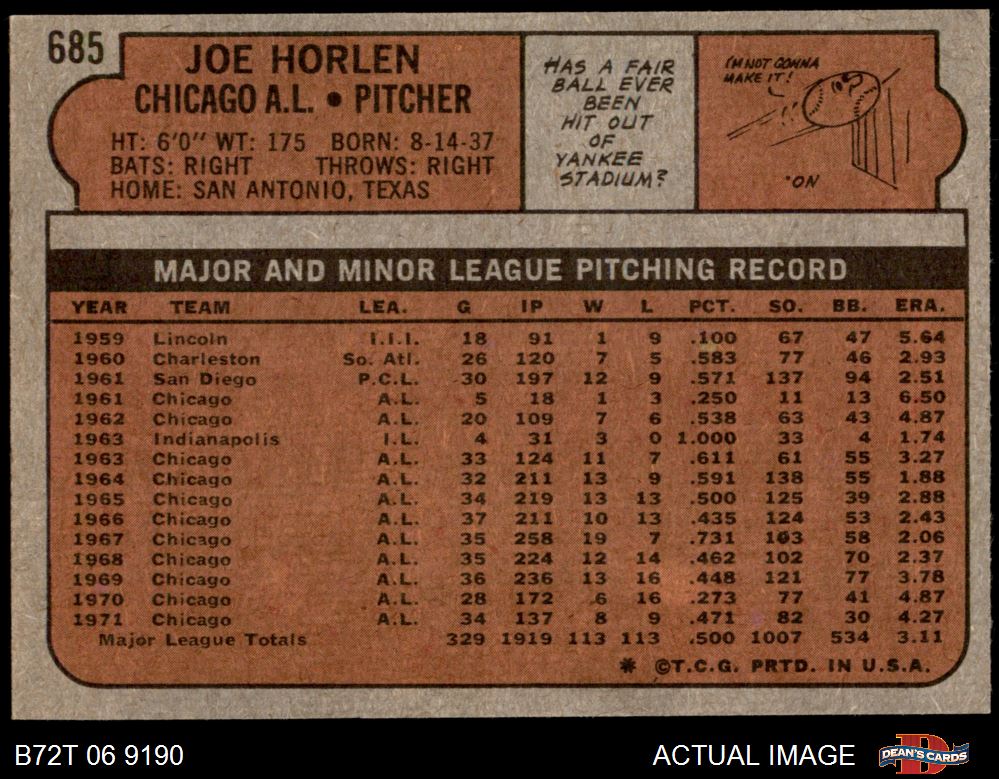 685
JOE HORLEN
CHICAGO A.L. • PITCHER
HT: 6'0" WT: 175 BORN: 8-14-37
BATS: RIGHT THROWS: RIGHT
HOME: SAN ANTONIO, TEXAS
HAS A FAIR
BALL EVER
BEEN
HIT OUT
OF
YANKEE
STADIUM?
I'M NOT GONNA
MAKE IT!
MAJOR AND MINOR LEAGUE PITCHING RECORD
YEAR TEAM LEA. G IP W L PCT. SO. BB. ERA.
1959 Lincoln I.I.I. 18 91 1 9 .100 67 47 5.64
1960 Charleston So. Atl. 26 120 7 5 .583 77 46 2.93
1961 San Diego P.C.L. 30 197 12 9 .571 137 94 2.51
1961 Chicago A.L. 5 18 1 3 .250 11 13 6.50
1962 Chicago A.L. 20 109 7 6 .538 63 43 4.87
1963 Indianapolis I.L. 4 31 3 0 1.000 33 4 1.74
1963 Chicago A.L. 33 124 11 7 .611 61 55 3.27
1964 Chicago A.L. 32 211 13 9 .591 138 55 1.88
1965 Chicago A.L. 34 219 13 13 .500 125 39 2.88
1966 Chicago A.L. 37 211 10 13 .435 124 53 2.43
1967 Chicago A.L. 35 258 19 7 .731 103 58 2.06
1968 Chicago A.L. 35 224 12 14 .462 102 70 2.37
1969 Chicago A.L. 36 236 13 16 .448 121 77 3.78
1970 Chicago A.L. 28 172 6 16 .273 77 41 4.87
1971 Chicago A.L. 34 137 8 9 .471 82 30 4.27
Major League Totals 329 1919 113 113 .500 1007 534 3.11
* ©T.C.G. PRTD. IN U.S.A.
B72T 06 9190
ACTUAL IMAGE
DEAN'S CARDS